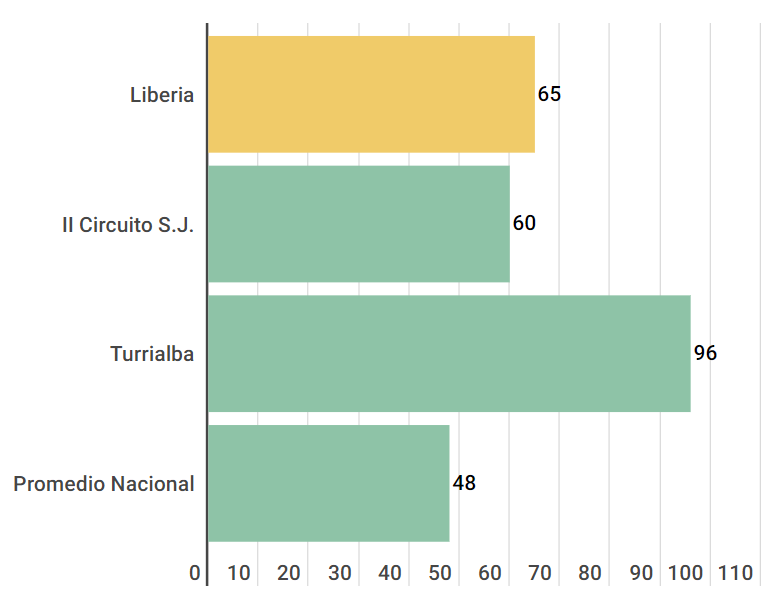 Liberia 65
II Circuito S.J. 60
Turrialba 96
Promedio Nacional 48
0 10 20 30 40 50 60 70 80 90 100 110